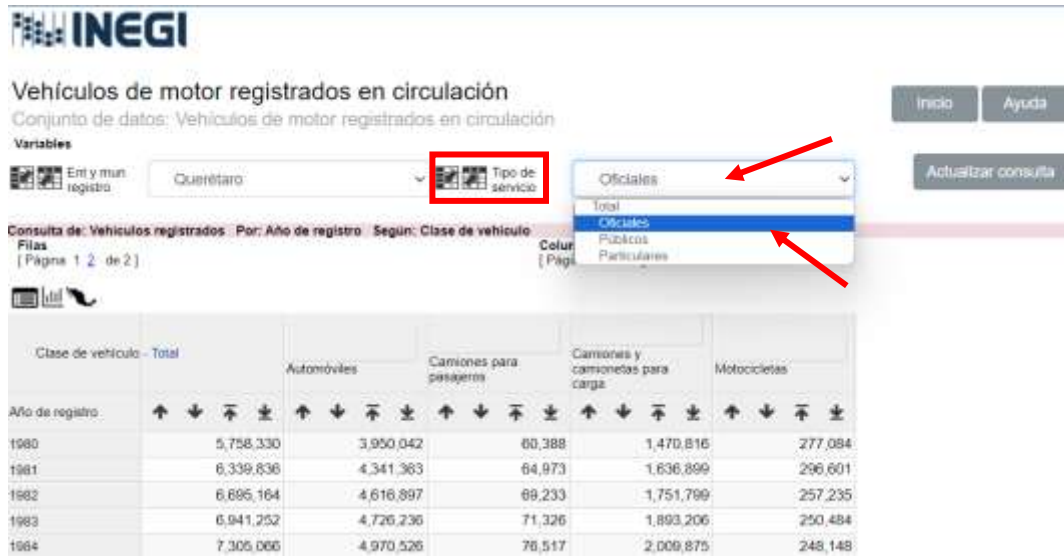 INEGI
Vehículos de motor registrados en circulación
Conjunto de datos: Vehículos de motor registrados en circulación
Inicio Ayuda
Variables
Ent y mun registro
Querétaro
Tipo de servicio
Oficiales
Actualizar consulta
Total
Oficiales
Públicos
Particulares
Consulta de: Vehículos registrados Por: Año de registro Según: Clase de vehículo
Filas
[ Página 1 2 de 2 ]
Clase de vehículo - Total
Automóviles
Camiones para pasajeros
Camiones y camionetas para carga
Motocicletas
Año de registro
1980 5,758,330 3,950,042 60,388 1,470,816 277,084
1981 6,339,836 4,341,363 64,973 1,636,899 296,601
1982 6,695,164 4,616,897 69,233 1,751,799 257,235
1983 6,941,252 4,726,236 71,326 1,893,206 250,484
1984 7,305,066 4,970,526 76,517 2,009,875 248,148